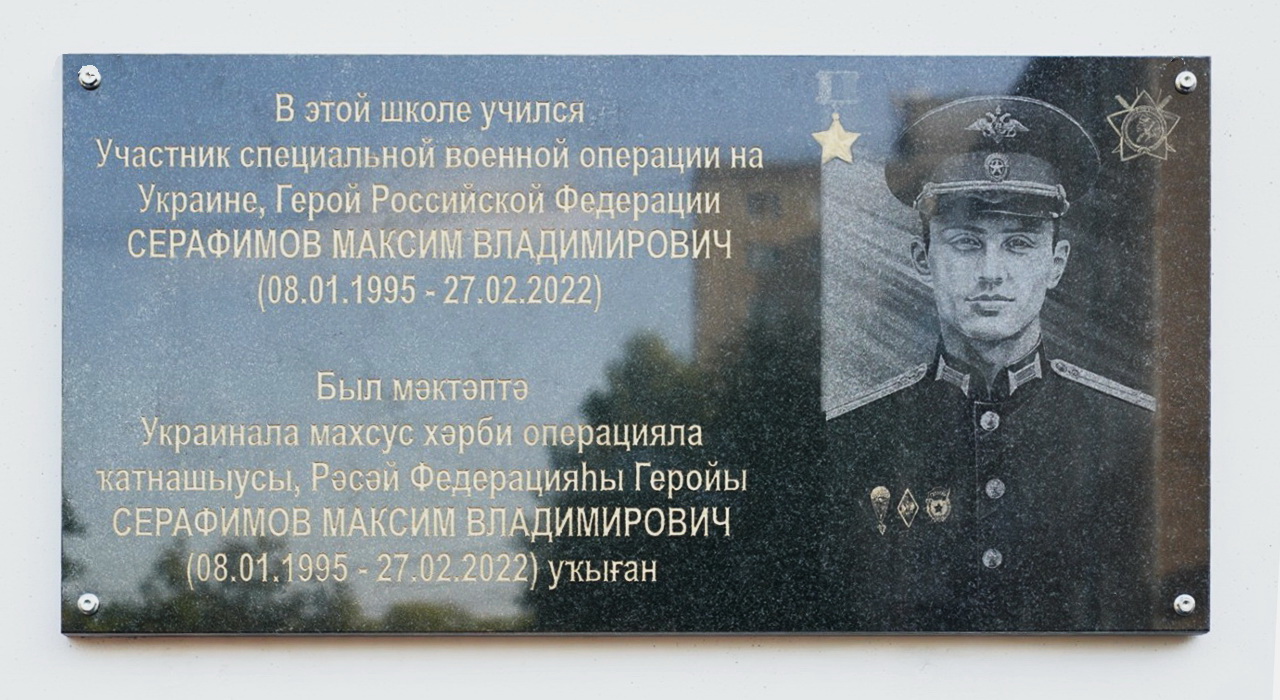 В этой школе учился
Участник специальной военной операции на
Украине, Герой Российской Федерации
СЕРАФИМОВ МАКСИМ ВЛАДИМИРОВИЧ
(08.01.1995 - 27.02.2022)
Был мәктәптә
Украинала махсус хәрби операцияла
ҡатнашыусы, Рәсәй Федерацияһы Геройы
СЕРАФИМОВ МАКСИМ ВЛАДИМИРОВИЧ
(08.01.1995 - 27.02.2022) уҡыған